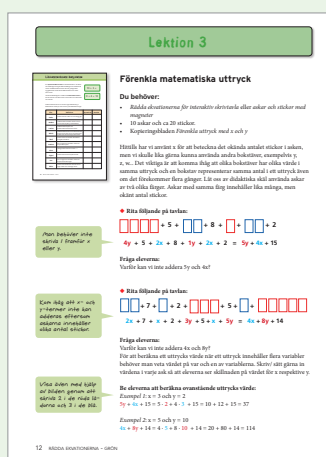 Lektion 3
Förenkla matematiska uttryck
Du behöver:
• Rädda ekvationerna för interaktiv skrivtavla eller askar och stickor med
magneter
• 10 askar och ca 20 stickor.
• Kopieringsbladen Förenkla uttryck med x och y
Hittills har vi använt x för att beteckna det okända antalet stickor i asken,
men vi skulle lika gärna kunna använda andra bokstäver, exempelvis y,
z, w... Det viktiga är att komma ihåg att olika bokstäver har olika värde i
samma uttryck och en bokstav representerar samma antal i ett uttryck även
om det förekommer flera gånger. Låt oss av didaktiska skäl använda askar
av två olika färger. Askar med samma färg innehåller lika många, men
okänt antal stickor.
Man behöver inte
skriva 1 framför x
eller y.
◆ Rita följande på tavlan:
+ 5 + + 8 + + + 2
4y + 5 + 2x + 8 + 1y + 2x + 2 = 5y + 4x + 15
Fråga eleverna:
Varför kan vi inte addera 5y och 4x?
Kom ihåg att x- och
y-termer inte kan
adderas eftersom
askarna innehåller
olika antal stickor.
◆ Rita följande på tavlan:
+ 7 + + 2 + + 5 + +
2x + 7 + x + 2 + 3y + 5 + x + 5y = 4x + 8y + 14
Fråga eleverna:
Varför kan vi inte addera 4x och 8y?
För att beräkna ett uttrycks värde när ett uttryck innehåller flera variabler
behöver man veta värdet på var och en av variablerna. Skriv/ sätt gärna in
värdena i varje ask så att eleverna ser skillnaden på värdet för x respektive y.
Visa även med hjälp
av bilden genom att
skriva 2 i de röda lå-
dorna och 3 i de blå.
Be eleverna att beräkna ovanstående uttrycks värde:
Exempel 1: x = 3 och y = 2
5y + 4x + 15 = 5 · 2 + 4 · 3 + 15 = 10 + 12 + 15 = 37
Exempel 2: x = 5 och y = 10
4x + 8y + 14 = 4 · 5 + 8 · 10 + 14 = 20 + 80 + 14 = 114
12 RÄDDA EKVATIONERNA – GRÖN